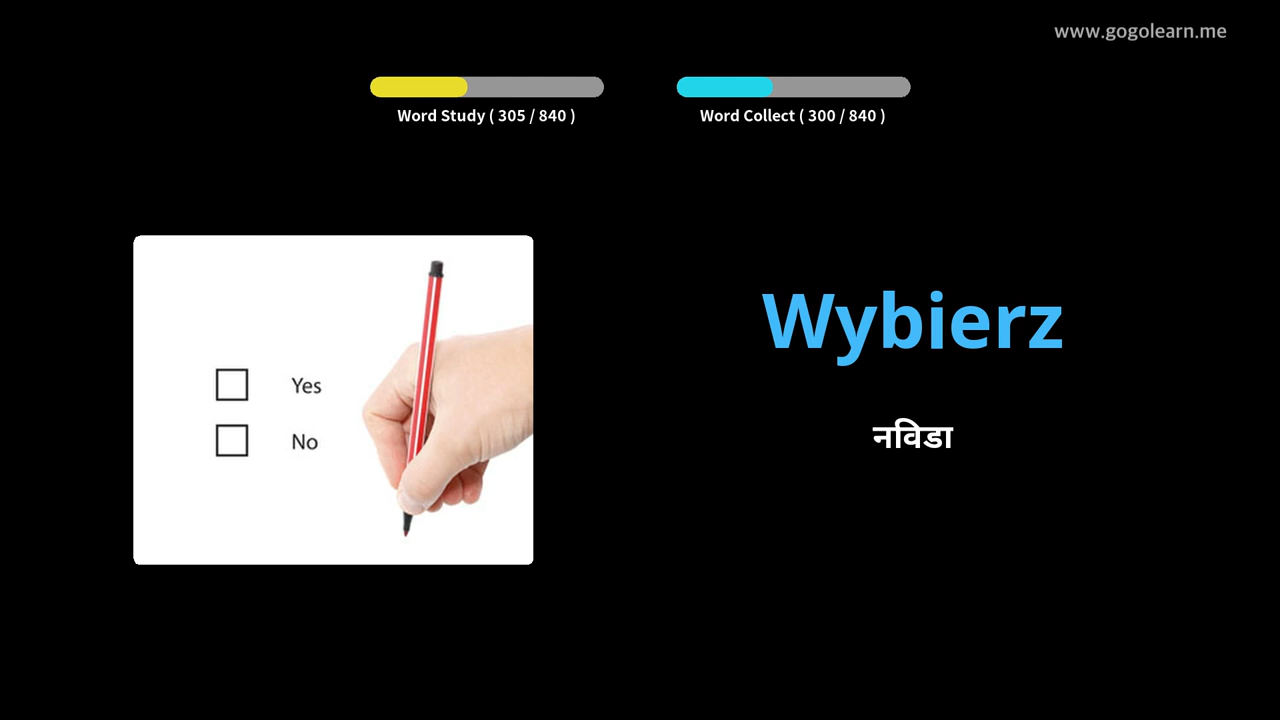 www.gogolearn.me
Word Study ( 305 / 840 )
Word Collect ( 300 / 840 )
Yes
No
Wybierz
नविडा